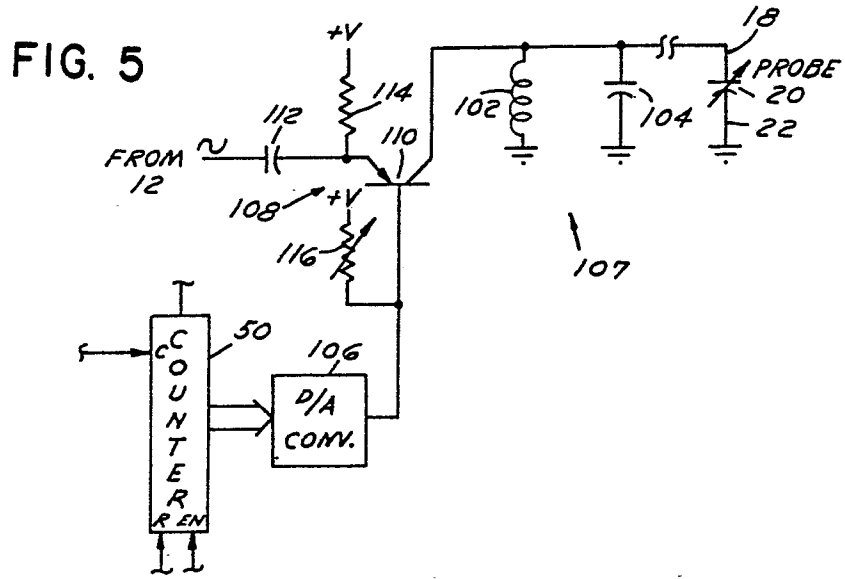 FIG. 5
+V
114
112
110
FROM
12
108
+V
116
102
104
18
PROBE
20
22
107
50
C
COUNTER
R EN
106
D/A
CONV.